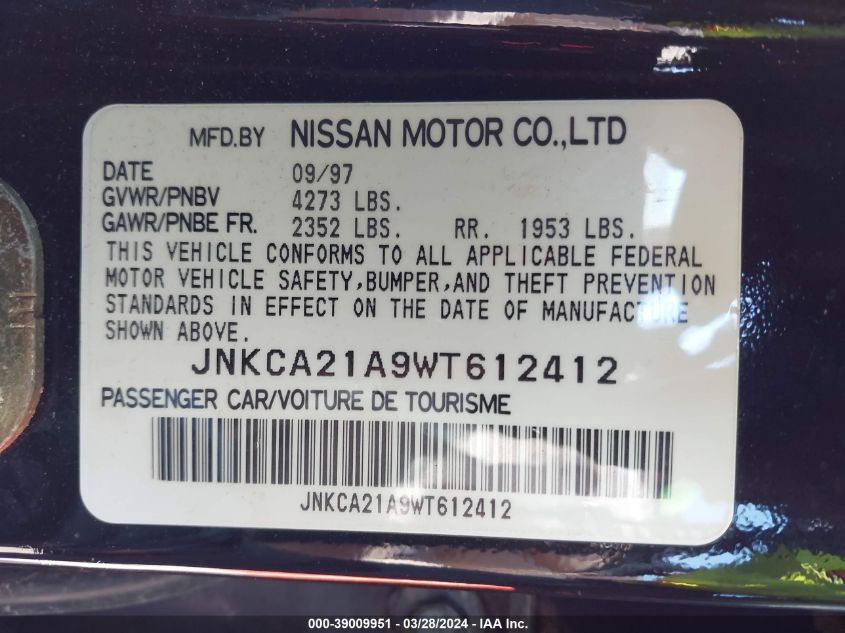 MFD.BY NISSAN MOTOR CO.,LTD
DATE 09/97
GVWR/PNBV 4273 LBS.
GAWR/PNBE FR. 2352 LBS. RR. 1953 LBS.
THIS VEHICLE CONFORMS TO ALL APPLICABLE FEDERAL
MOTOR VEHICLE SAFETY,BUMPER,AND THEFT PREVENTION
STANDARDS IN EFFECT ON THE DATE OF MANUFACTURE
SHOWN ABOVE.
JNKCA21A9WT612412
PASSENGER CAR/VOITURE DE TOURISME
JNKCA21A9WT612412
000-39009951 / 03/28/2024 - IAA Inc.